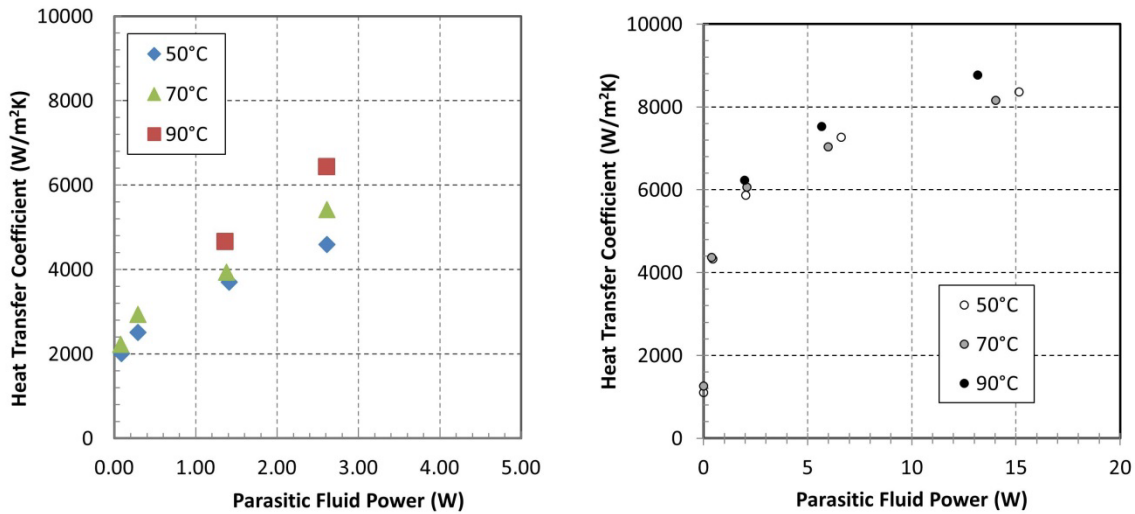 10000
8000
6000
4000
2000
0
Heat Transfer Coefficient (W/m²K)
50°C
70°C
90°C
0.00 1.00 2.00 3.00 4.00 5.00
Parasitic Fluid Power (W)
10000
8000
6000
4000
2000
0
Heat Transfer Coefficient (W/m²K)
50°C
70°C
90°C
0 5 10 15 20
Parasitic Fluid Power (W)